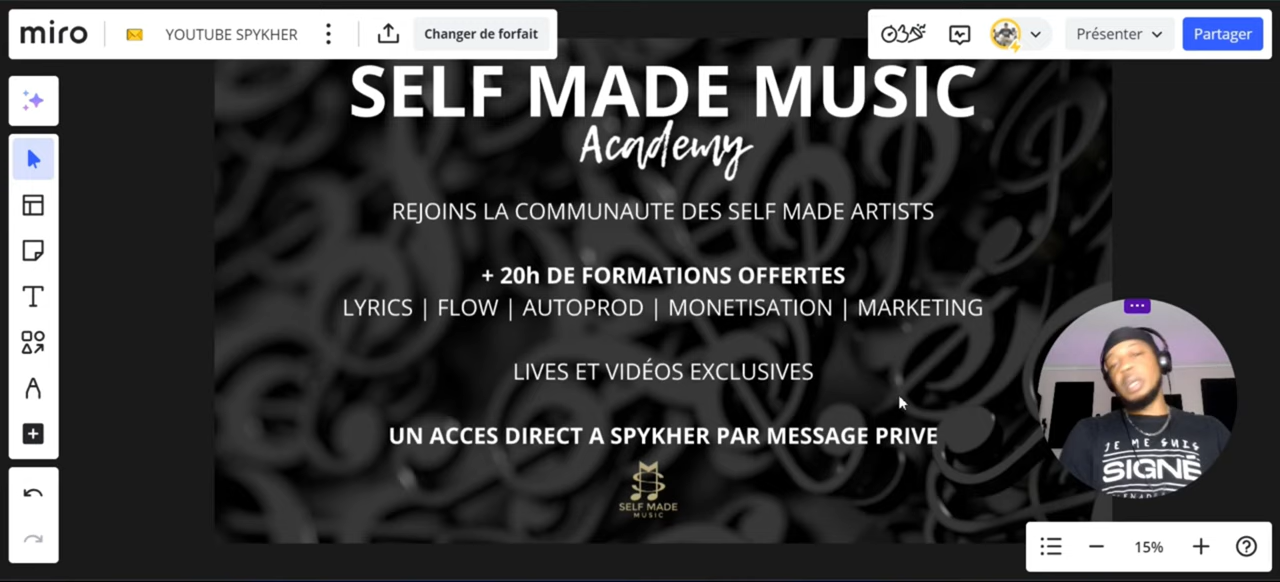 miro
YOUTUBE SPYKHER
Changer de forfait
Présenter
Partager
SELF MADE MUSIC
Academy
REJOINS LA COMMUNAUTE DES SELF MADE ARTISTS
+ 20h DE FORMATIONS OFFERTES
LYRICS | FLOW | AUTOPROD | MONETISATION | MARKETING
LIVES ET VIDÉOS EXCLUSIVES
UN ACCES DIRECT A SPYKHER PAR MESSAGE PRIVE
SELF MADE
MUSIC
JE ME SUIS
SIGNÉ
15%